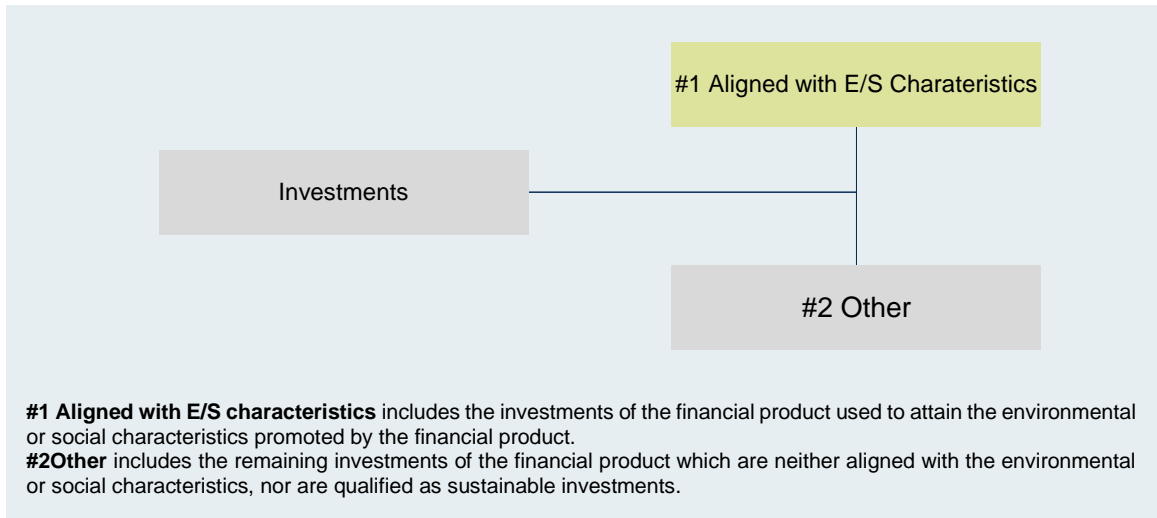 #1 Aligned with E/S Charateristics
Investments
#2 Other
#1 Aligned with E/S characteristics includes the investments of the financial product used to attain the environmental
or social characteristics promoted by the financial product.
#2Other includes the remaining investments of the financial product which are neither aligned with the environmental
or social characteristics, nor are qualified as sustainable investments.